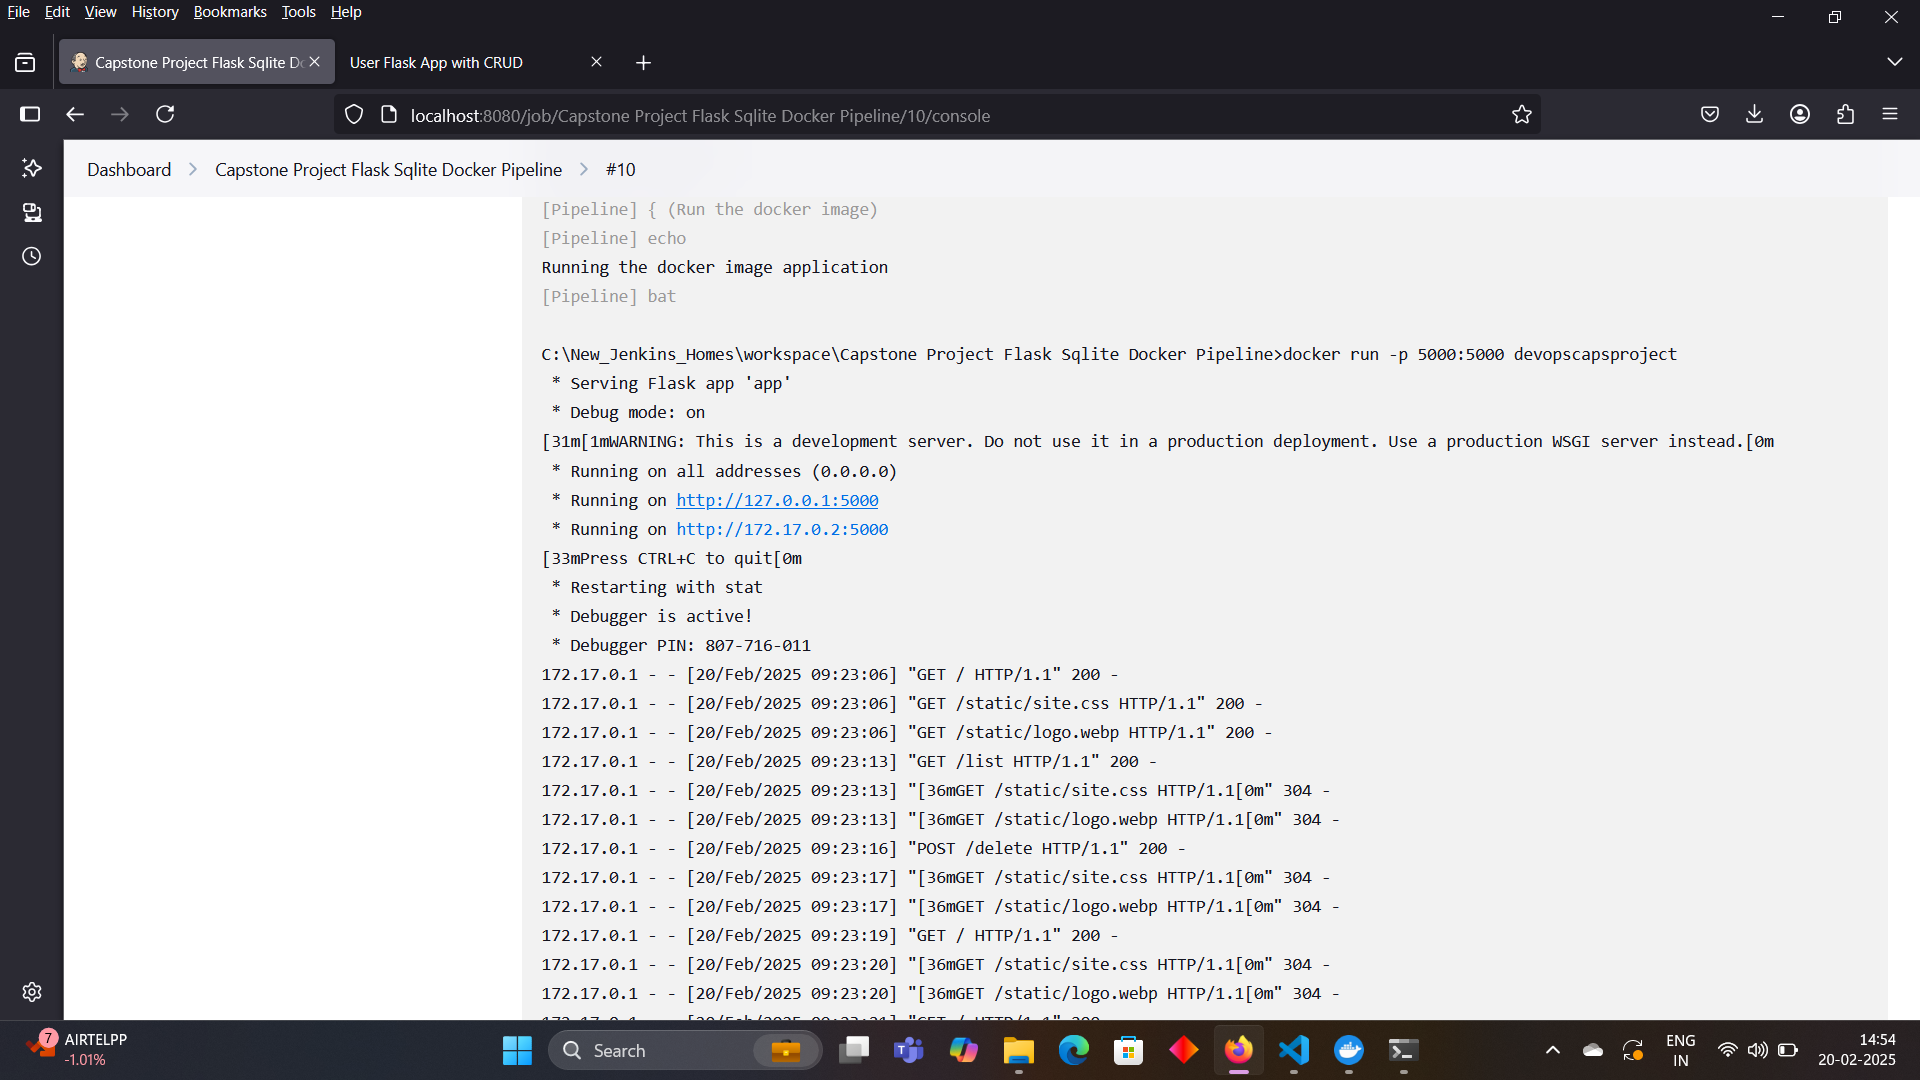 File Edit View History Bookmarks Tools Help
Capstone Project Flask Sqlite Do
User Flask App with CRUD
localhost:8080/job/Capstone Project Flask Sqlite Docker Pipeline/10/console
Dashboard
Capstone Project Flask Sqlite Docker Pipeline
#10
[Pipeline] { (Run the docker image)
[Pipeline] echo
Running the docker image application
[Pipeline] bat
C:\New_Jenkins_Homes\workspace\Capstone Project Flask Sqlite Docker Pipeline>docker run -p 5000:5000 devopscapsproject
* Serving Flask app 'app'
* Debug mode: on
[31m[1mWARNING: This is a development server. Do not use it in a production deployment. Use a production WSGI server instead.[0m
* Running on all addresses (0.0.0.0)
* Running on http://127.0.0.1:5000
* Running on http://172.17.0.2:5000
[33mPress CTRL+C to quit[0m
* Restarting with stat
* Debugger is active!
* Debugger PIN: 807-716-011
172.17.0.1 - - [20/Feb/2025 09:23:06] "GET / HTTP/1.1" 200 -
172.17.0.1 - - [20/Feb/2025 09:23:06] "GET /static/site.css HTTP/1.1" 200 -
172.17.0.1 - - [20/Feb/2025 09:23:06] "GET /static/logo.webp HTTP/1.1" 200 -
172.17.0.1 - - [20/Feb/2025 09:23:13] "GET /list HTTP/1.1" 200 -
172.17.0.1 - - [20/Feb/2025 09:23:13] "[36mGET /static/site.css HTTP/1.1[0m" 304 -
172.17.0.1 - - [20/Feb/2025 09:23:13] "[36mGET /static/logo.webp HTTP/1.1[0m" 304 -
172.17.0.1 - - [20/Feb/2025 09:23:16] "POST /delete HTTP/1.1" 200 -
172.17.0.1 - - [20/Feb/2025 09:23:17] "[36mGET /static/site.css HTTP/1.1[0m" 304 -
172.17.0.1 - - [20/Feb/2025 09:23:17] "[36mGET /static/logo.webp HTTP/1.1[0m" 304 -
172.17.0.1 - - [20/Feb/2025 09:23:19] "GET / HTTP/1.1" 200 -
172.17.0.1 - - [20/Feb/2025 09:23:20] "[36mGET /static/site.css HTTP/1.1[0m" 304 -
172.17.0.1 - - [20/Feb/2025 09:23:20] "[36mGET /static/logo.webp HTTP/1.1[0m" 304 -
7
AIRTELPP
-1.01%
Search
ENG
IN
14:54
20-02-2025